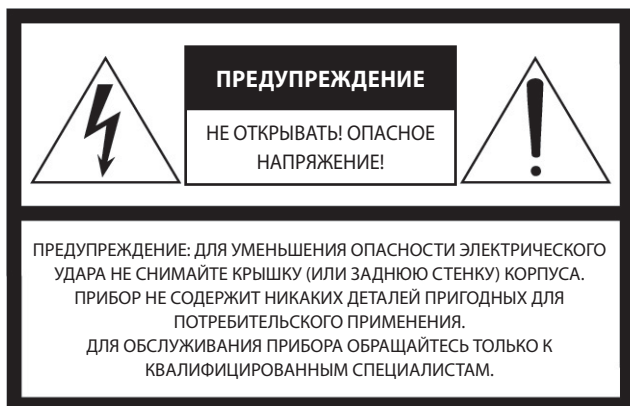 ПРЕДУПРЕЖДЕНИЕ
НЕ ОТКРЫВАТЬ! ОПАСНОЕ
НАПРЯЖЕНИЕ!
ПРЕДУПРЕЖДЕНИЕ: ДЛЯ УМЕНЬШЕНИЯ ОПАСНОСТИ ЭЛЕКТРИЧЕСКОГО
УДАРА НЕ СНИМАЙТЕ КРЫШКУ (ИЛИ ЗАДНЮЮ СТЕНКУ) КОРПУСА.
ПРИБОР НЕ СОДЕРЖИТ НИКАКИХ ДЕТАЛЕЙ ПРИГОДНЫХ ДЛЯ
ПОТРЕБИТЕЛЬСКОГО ПРИМЕНЕНИЯ.
ДЛЯ ОБСЛУЖИВАНИЯ ПРИБОРА ОБРАЩАЙТЕСЬ ТОЛЬКО К
КВАЛИФИЦИРОВАННЫМ СПЕЦИАЛИСТАМ.